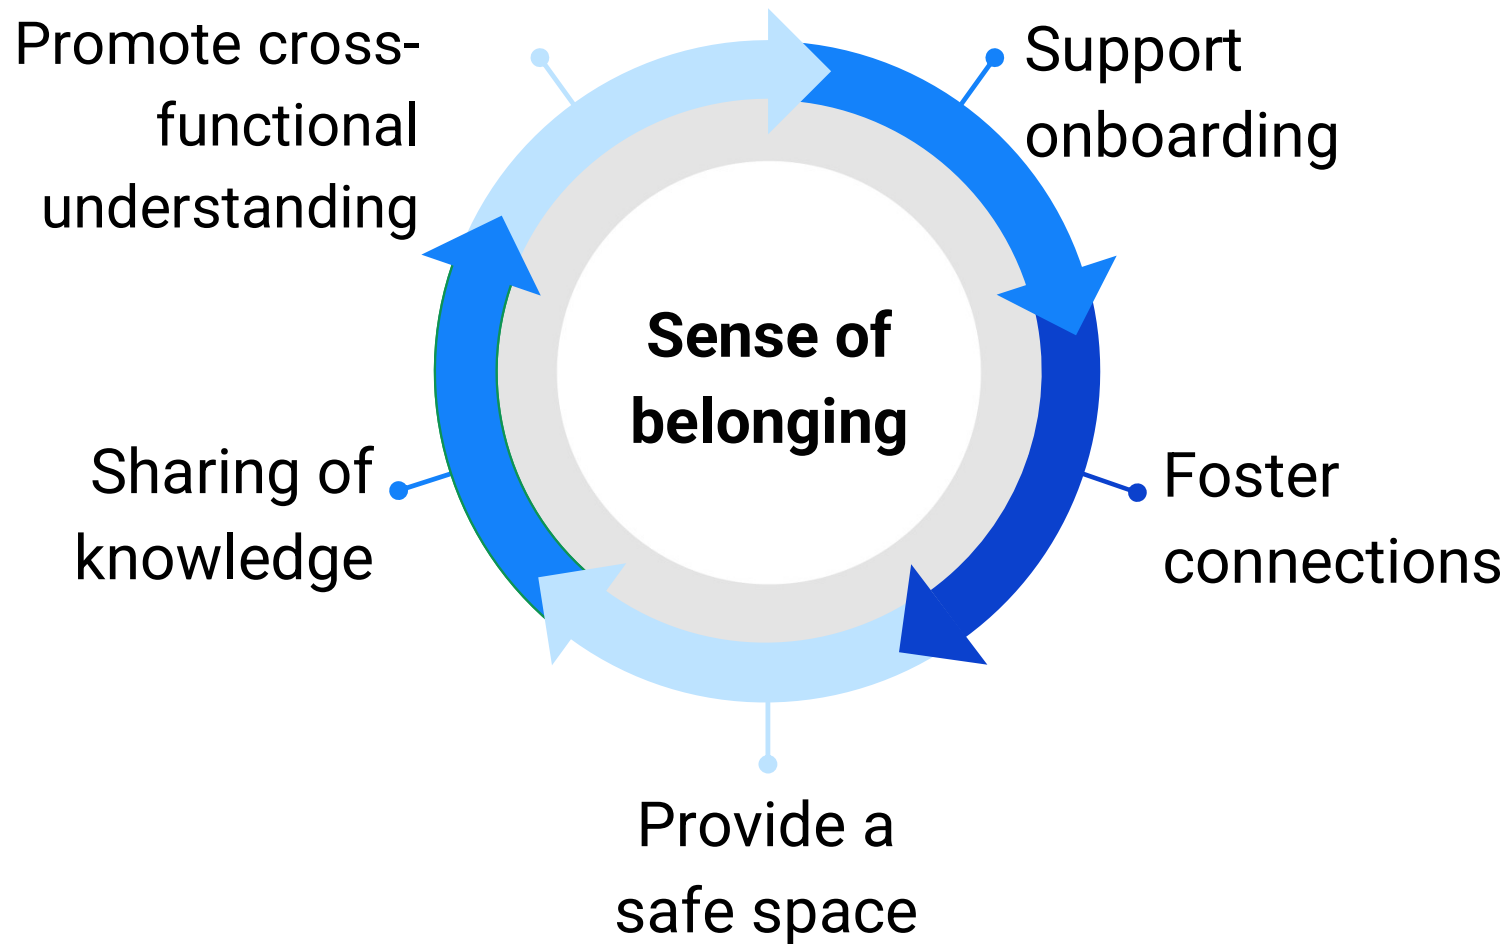 Promote cross-
functional
understanding
Support
onboarding
Sense of
belonging
Sharing of
knowledge
Foster
connections
Provide a
safe space